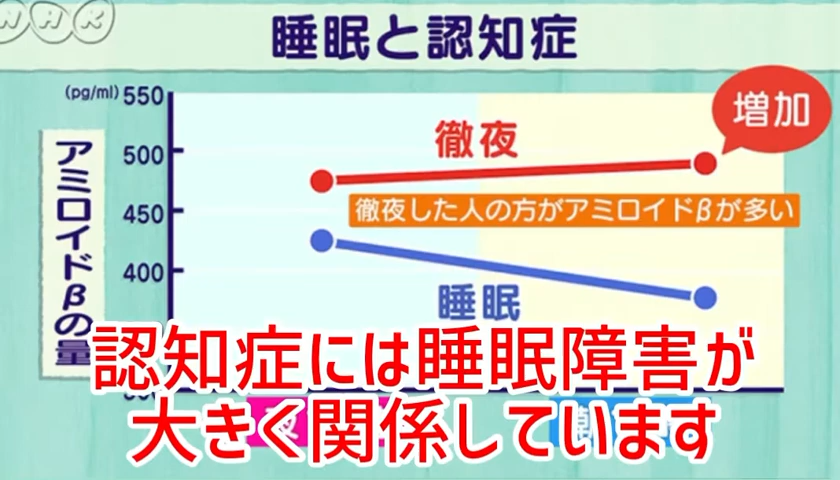 NHK
睡眠と認知症
(pg/ml)
550
増加
徹夜
500
アミロイドβの量
徹夜した人の方がアミロイドβが多い
450
400
睡眠
認知症には睡眠障害が
大きく関係しています